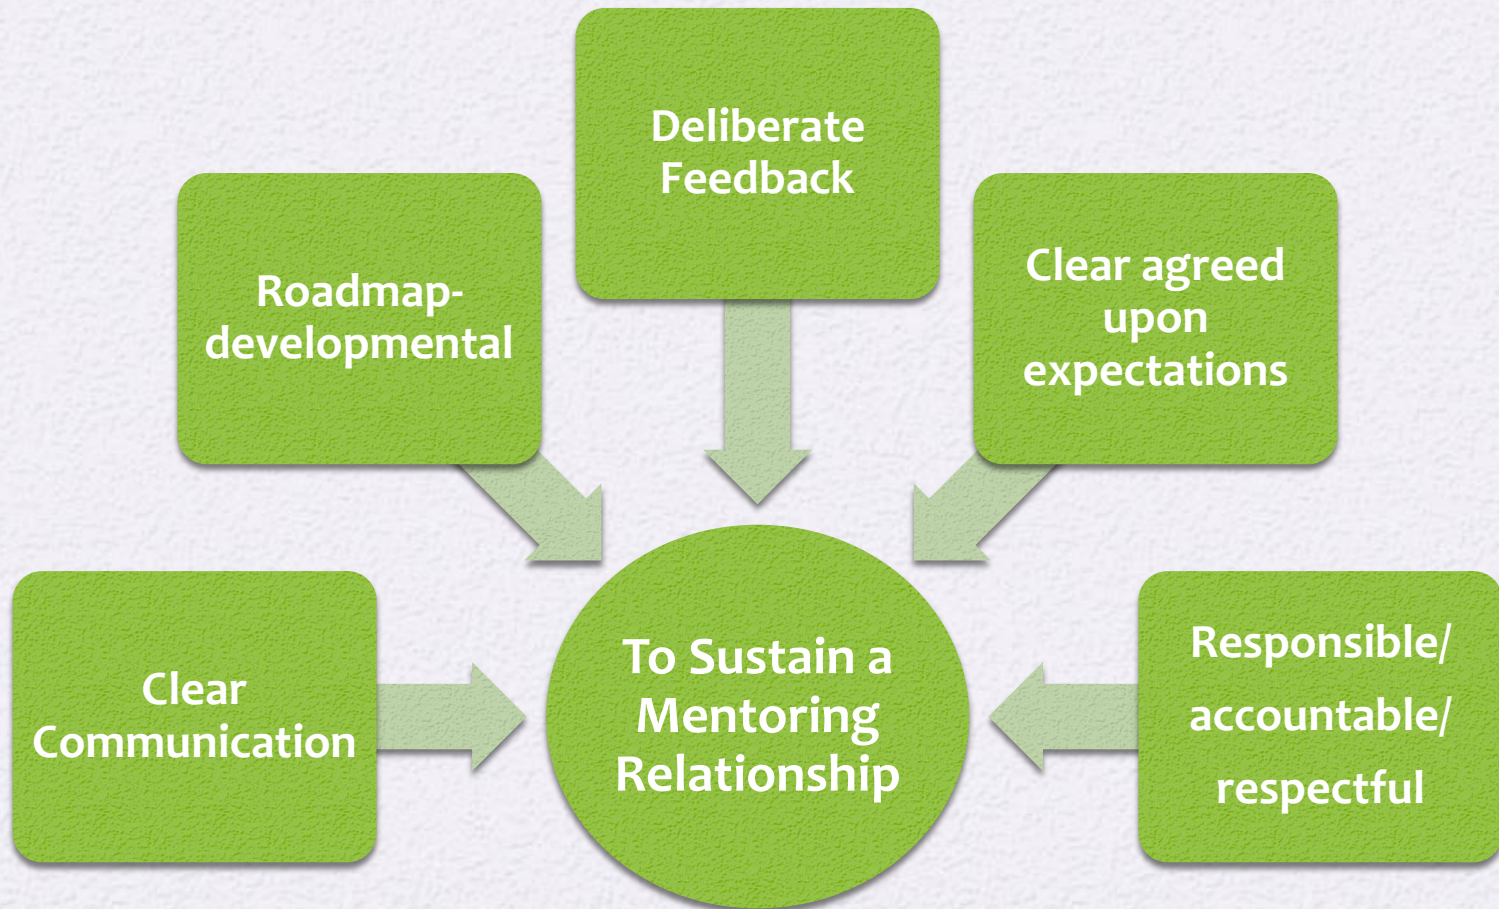 Deliberate
Feedback
Roadmap-
developmental
Clear agreed
upon
expectations
Clear
Communication
To Sustain a
Mentoring
Relationship
Responsible/
accountable/
respectful